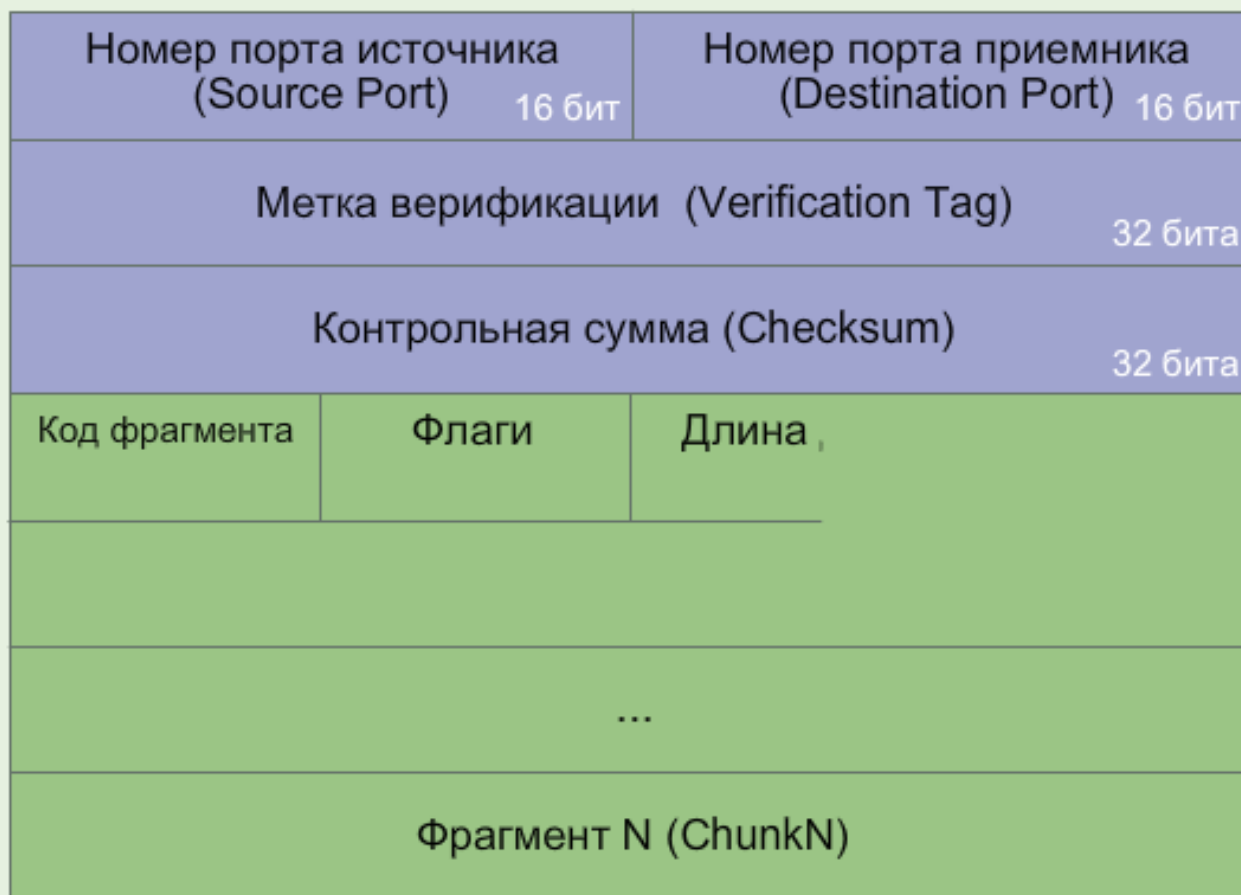 Номер порта источника
(Source Port) 16 бит
Номер порта приемника
(Destination Port) 16 бит
Метка верификации (Verification Tag)
32 бита
Контрольная сумма (Checksum)
32 бита
Код фрагмента
Флаги
Длина
...
Фрагмент N (ChunkN)